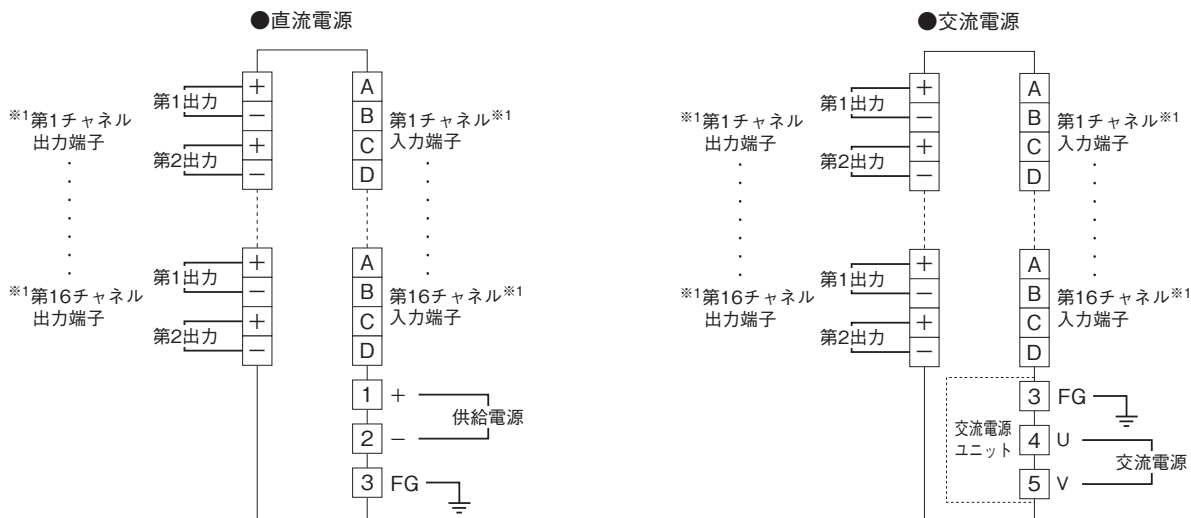 ●直流電源
第1出力
第2出力
※1第1チャネル
出力端子
+
−
+
−
A
B
C
D
第1チャネル※1
入力端子
第1出力
第2出力
※1第16チャネル
出力端子
+
−
+
−
A
B
C
D
第16チャネル※1
入力端子
1 +
2 −
供給電源
3 FG
●交流電源
第1出力
第2出力
※1第1チャネル
出力端子
+
−
+
−
A
B
C
D
第1チャネル※1
入力端子
第1出力
第2出力
※1第16チャネル
出力端子
+
−
+
−
A
B
C
D
第16チャネル※1
入力端子
交流電源
ユニット
3 FG
4 U
5 V
交流電源